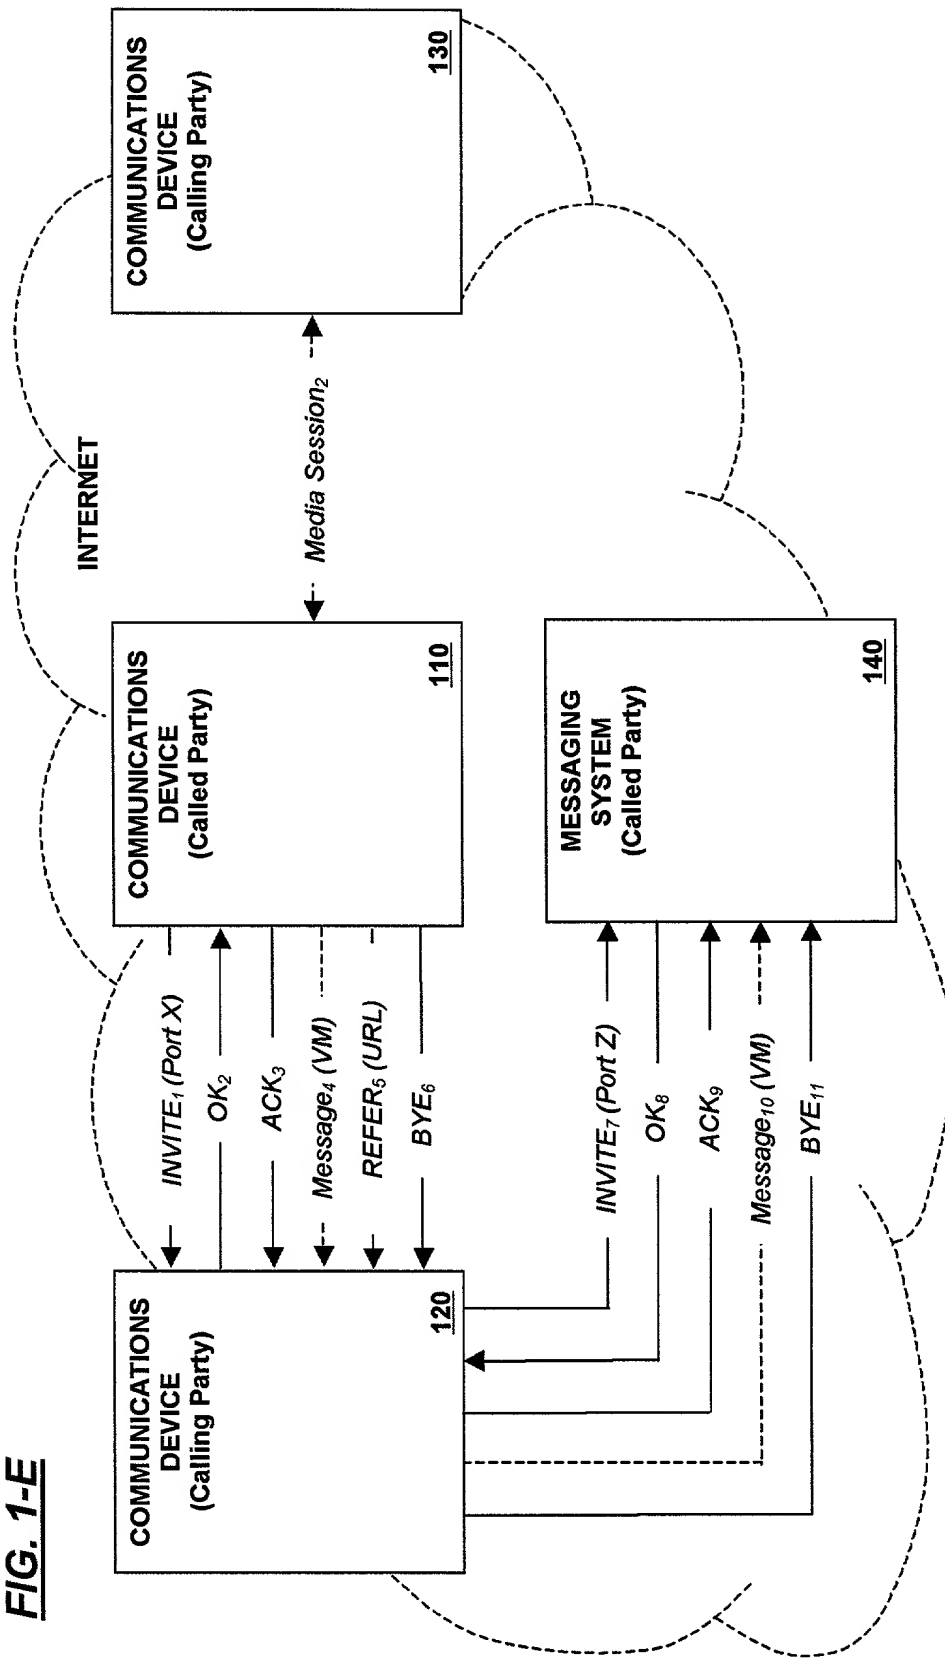 FIG. 1-E
INTERNET
COMMUNICATIONS
DEVICE
(Calling Party)
120
INVITE₁ (Port X)
OK₂
ACK₃
Message₄ (VM)
REFER₅ (URL)
BYE₆
COMMUNICATIONS
DEVICE
(Called Party)
110
Media Session₂
COMMUNICATIONS
DEVICE
(Calling Party)
130
INVITE₇ (Port Z)
OK₈
ACK₉
Message₁₀ (VM)
BYE₁₁
MESSAGING
SYSTEM
(Called Party)
140